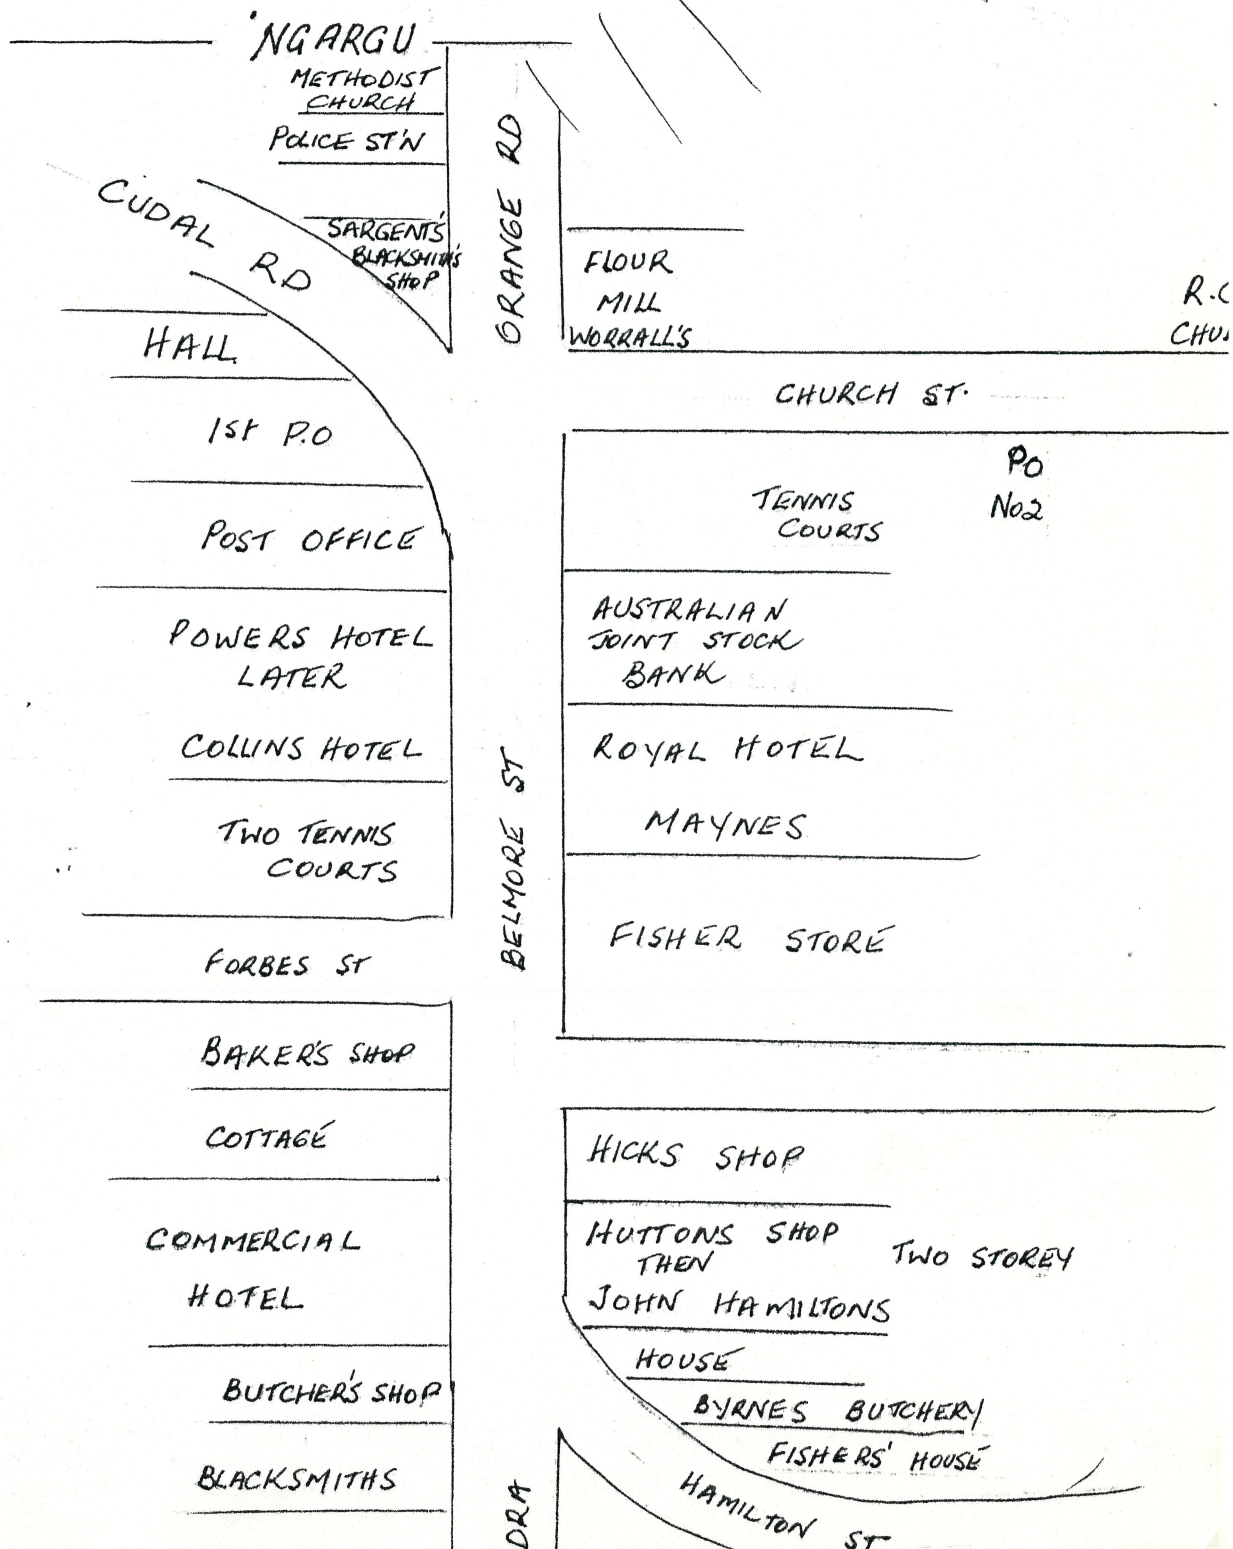 'NGARGU
METHODIST
CHURCH
POLICE ST'N
CUDAL RD
SARGENT'S
BLACKSMITH'S
SHOP
HALL
1st P.O
POST OFFICE
POWERS HOTEL
LATER
COLLINS HOTEL
TWO TENNIS
COURTS
FORBES ST
BAKER'S SHOP
COTTAGE
COMMERCIAL
HOTEL
BUTCHER'S SHOP
BLACKSMITHS
ORANGE RD
BELMORE ST
DRA
FLOUR
MILL
WORRALL'S
R.C
CHU
CHURCH ST.
PO
No2
TENNIS
COURTS
AUSTRALIAN
JOINT STOCK
BANK
ROYAL HOTEL
MAYNES
FISHER STORE
HICKS SHOP
HUTTONS SHOP
THEN
JOHN HAMILTONS
TWO STOREY
HOUSE
BYRNES BUTCHERY
FISHERS' HOUSE
HAMILTON ST